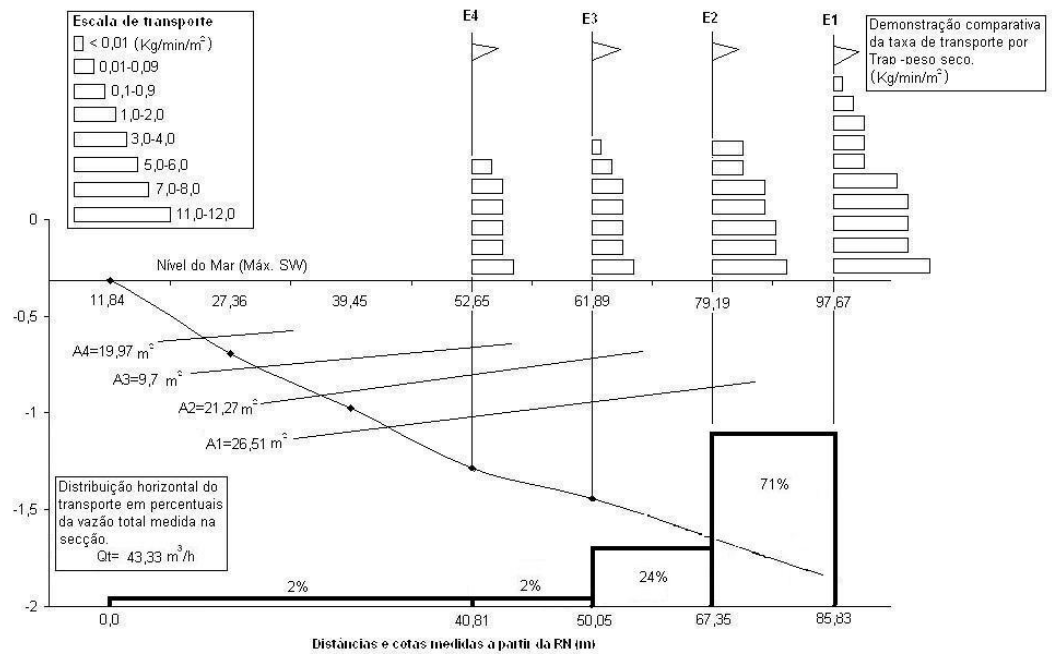 Escala de transporte
< 0,01 (Kg/min/m²)
0,01-0,09
0,1-0,9
1,0-2,0
3,0-4,0
5,0-6,0
7,0-8,0
11,0-12,0
E4
E3
E2
E1
Demonstração comparativa
da taxa de transporte por
Trap -peso seco.
(Kg/min/m²)
0
-0,5
-1
-1,5
-2
Nível do Mar (Máx. SW)
11,84
27,36
39,45
52,65
61,89
79,19
97,67
A4=19,97 m²
A3=9,7 m²
A2=21,27 m²
A1=26,51 m²
Distribuição horizontal do
transporte em percentuais
da vazão total medida na
secção.
Qt= 43,33 m³/h
2%
2%
24%
71%
0,0
40,81
50,05
67,35
85,83
Distâncias e cotas medidas a partir da RN (m)